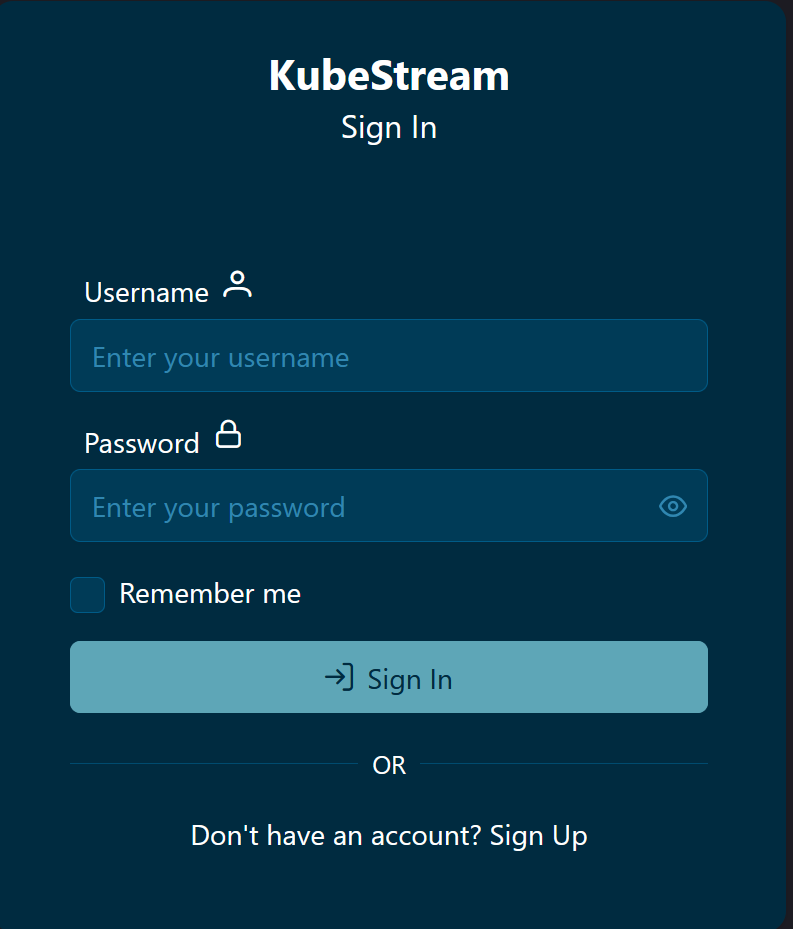 KubeStream
Sign In
Username
Enter your username
Password
Enter your password
Remember me
Sign In
OR
Don't have an account? Sign Up